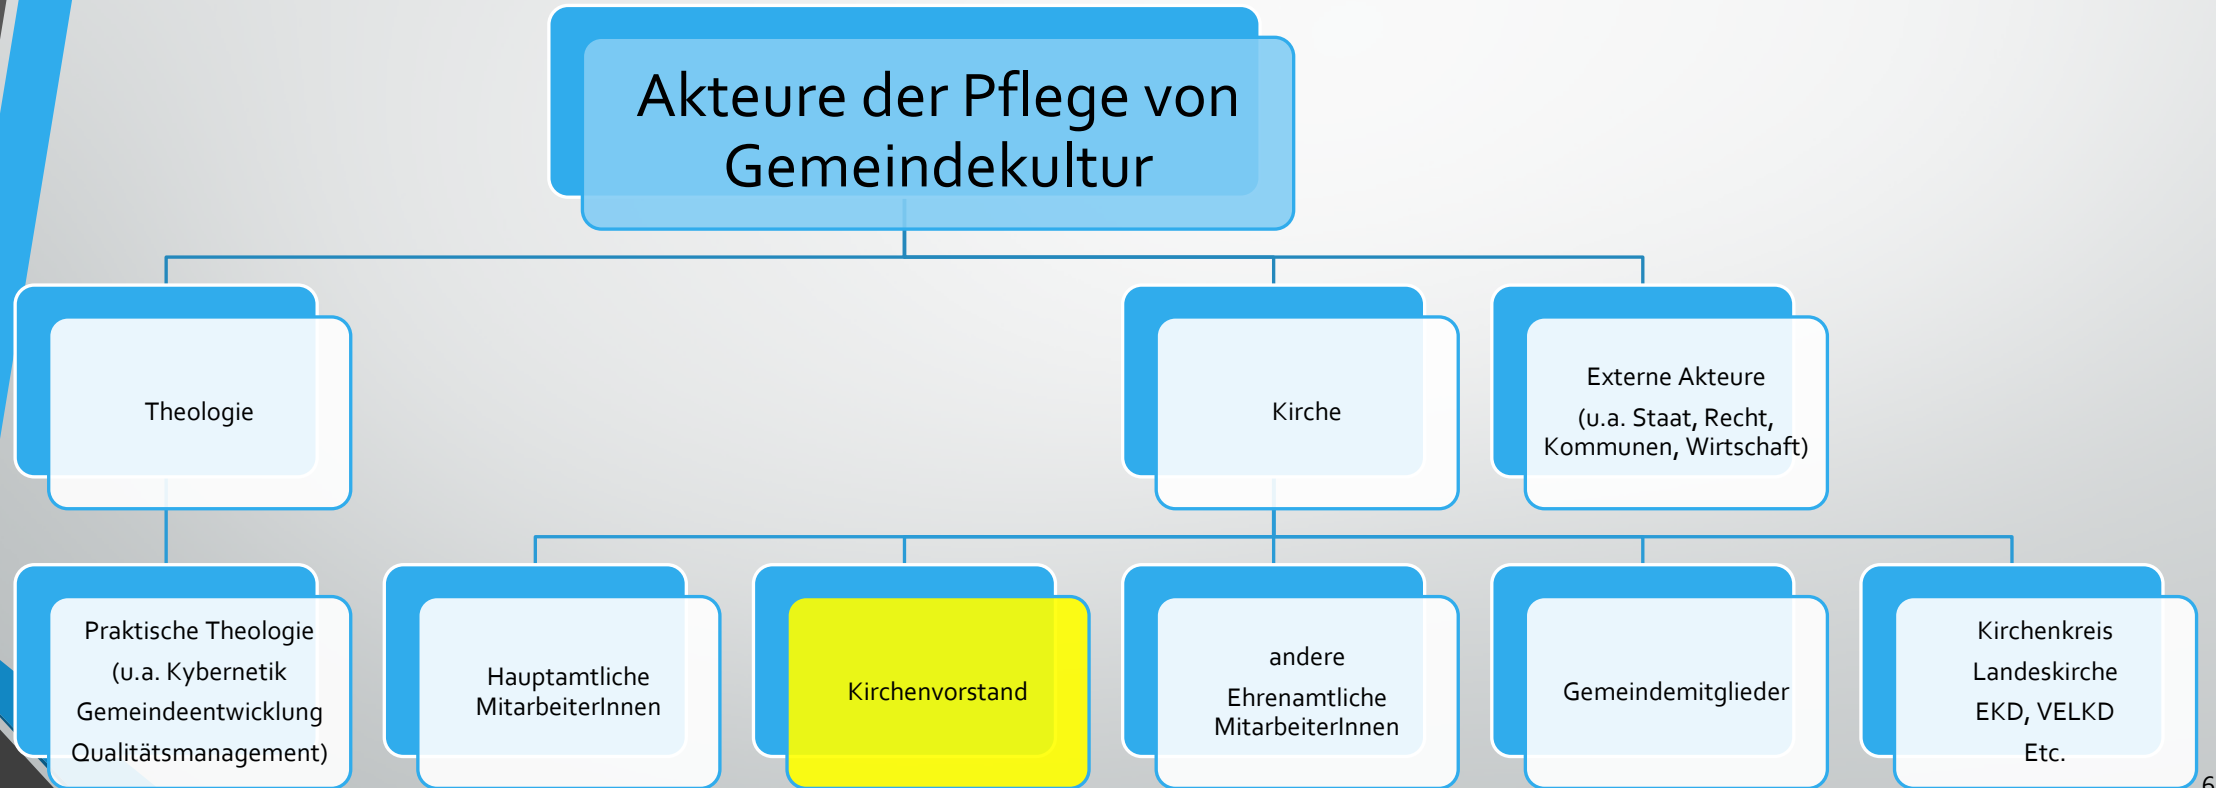 Akteure der Pflege von
Gemeindekultur
Theologie
Kirche
Externe Akteure
(u.a. Staat, Recht,
Kommunen, Wirtschaft)
Praktische Theologie
(u.a. Kybernetik
Gemeindeentwicklung
Qualitätsmanagement)
Hauptamtliche
MitarbeiterInnen
Kirchenvorstand
andere
Ehrenamtliche
MitarbeiterInnen
Gemeindemitglieder
Kirchenkreis
Landeskirche
EKD, VELKD
Etc.
6